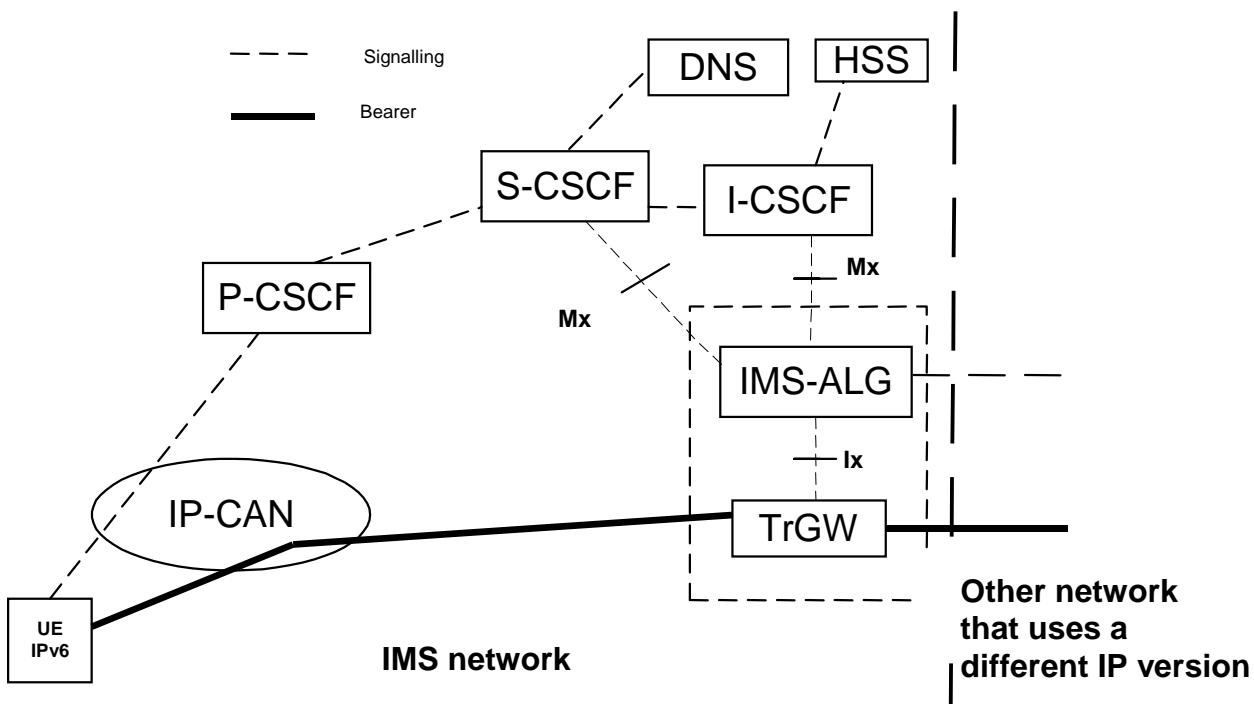 Signalling
Bearer
DNS
HSS
S-CSCF
I-CSCF
P-CSCF
Mx
Mx
IMS-ALG
Ix
IP-CAN
TrGW
UE
IPv6
IMS network
Other network
that uses a
different IP version